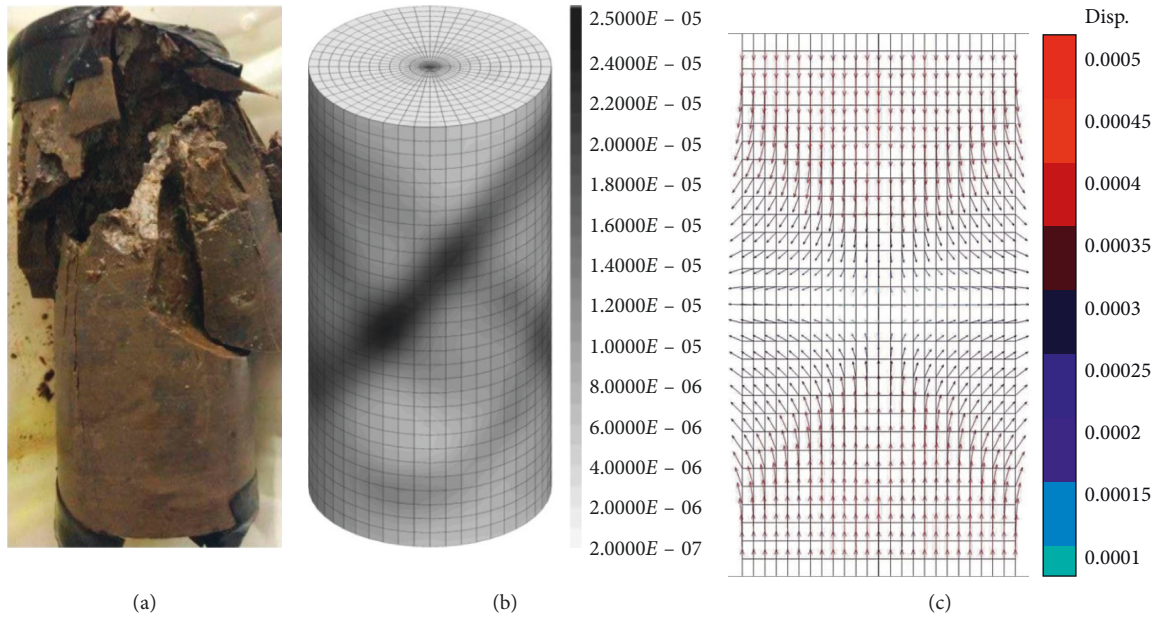 2.5000E – 05
2.4000E – 05
2.2000E – 05
2.0000E – 05
1.8000E – 05
1.6000E – 05
1.4000E – 05
1.2000E – 05
1.0000E – 05
8.0000E – 06
6.0000E – 06
4.0000E – 06
2.0000E – 06
2.0000E – 07
Disp.
0.0005
0.00045
0.0004
0.00035
0.0003
0.00025
0.0002
0.00015
0.0001
(a)
(b)
(c)